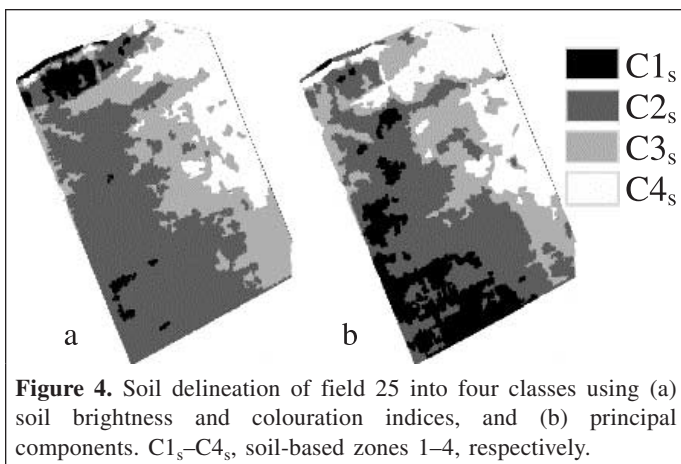 C1s
C2s
C3s
C4s
a
b
Figure 4. Soil delineation of field 25 into four classes using (a)
soil brightness and colouration indices, and (b) principal
components. C1s–C4s, soil-based zones 1–4, respectively.